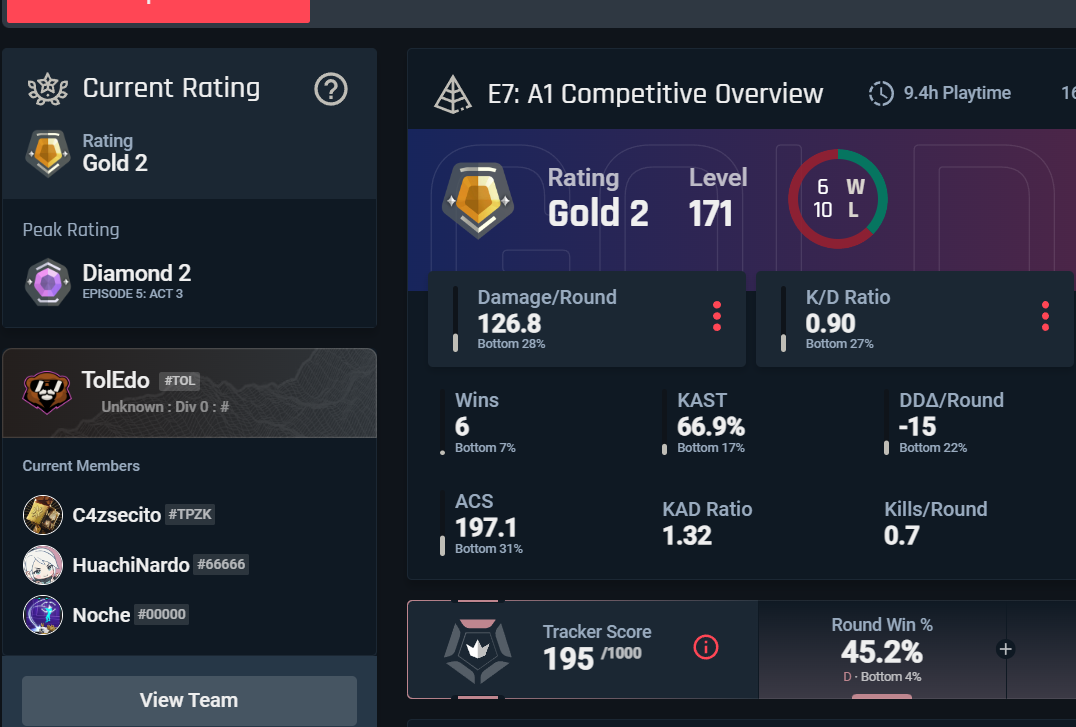 Current Rating
?
Rating
Gold 2
Peak Rating
Diamond 2
EPISODE 5: ACT 3
TolEdo #TOL
Unknown : Div 0 : #
Current Members
C4zsecito #TPZK
HuachiNardo #66666
Noche #00000
View Team
E7: A1 Competitive Overview
9.4h Playtime
Rating
Gold 2
Level
171
6 W
10 L
Damage/Round
126.8
Bottom 28%
K/D Ratio
0.90
Bottom 27%
Wins
6
Bottom 7%
KAST
66.9%
Bottom 17%
DDΔ/Round
-15
Bottom 22%
ACS
197.1
Bottom 31%
KAD Ratio
1.32
Kills/Round
0.7
Tracker Score
195 /1000
Round Win %
45.2%
D · Bottom 4%
+